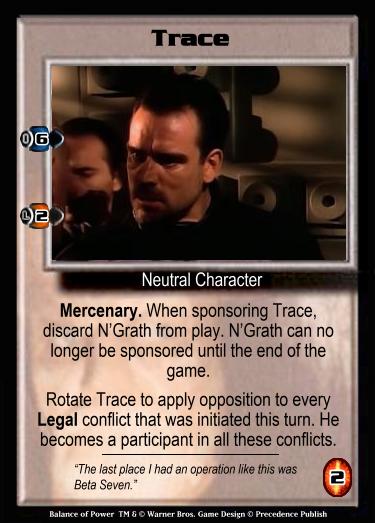 Trace
6
2
Neutral Character
Mercenary. When sponsoring Trace,
discard N'Grath from play. N'Grath can no
longer be sponsored until the end of the
game.
Rotate Trace to apply opposition to every
Legal conflict that was initiated this turn. He
becomes a participant in all these conflicts.
"The last place I had an operation like this was
Beta Seven."
2
Balance of Power TM & © Warner Bros. Game Design © Precedence Publish